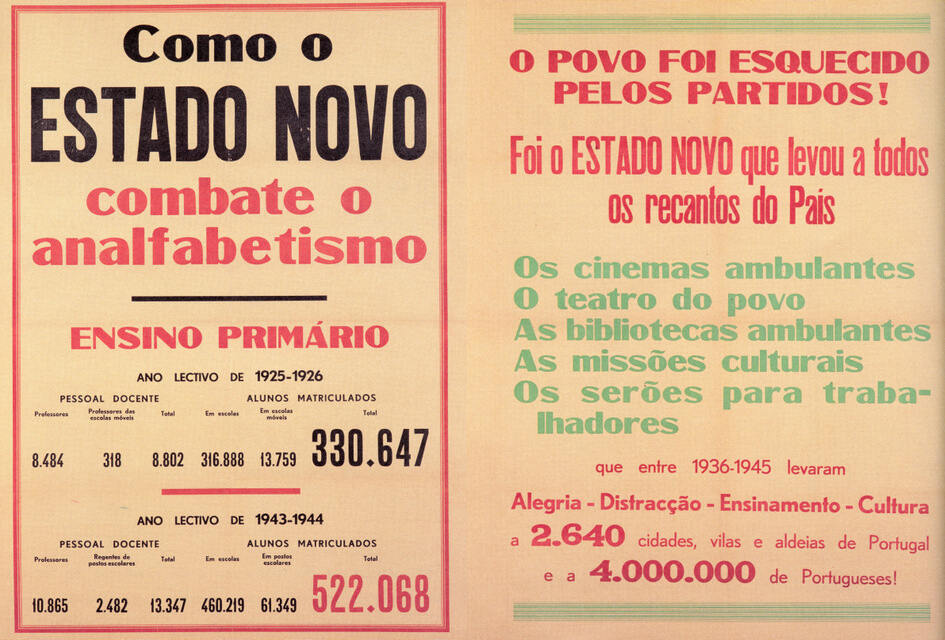 Como o
ESTADO NOVO
combate o
analfabetismo
ENSINO PRIMÁRIO
ANO LECTIVO DE 1925-1926
PESSOAL DOCENTE ALUNOS MATRICULADOS
Professores Professores das escolas móveis Total Em escolas Em escolas móveis Total
8.484 318 8.802 316.888 13.759 330.647
ANO LECTIVO DE 1943-1944
PESSOAL DOCENTE ALUNOS MATRICULADOS
Professores Regentes de postos escolares Total Em escolas Em postos escolares Total
10.865 2.482 13.347 460.219 61.349 522.068
O POVO FOI ESQUECIDO
PELOS PARTIDOS!
Foi o ESTADO NOVO que levou a todos
os recantos do País
Os cinemas ambulantes
O teatro do povo
As bibliotecas ambulantes
As missões culturais
Os serões para traba-
lhadores
que entre 1936-1945 levaram
Alegria - Distracção - Ensinamento - Cultura
a 2.640 cidades, vilas e aldeias de Portugal
e a 4.000.000 de Portugueses!